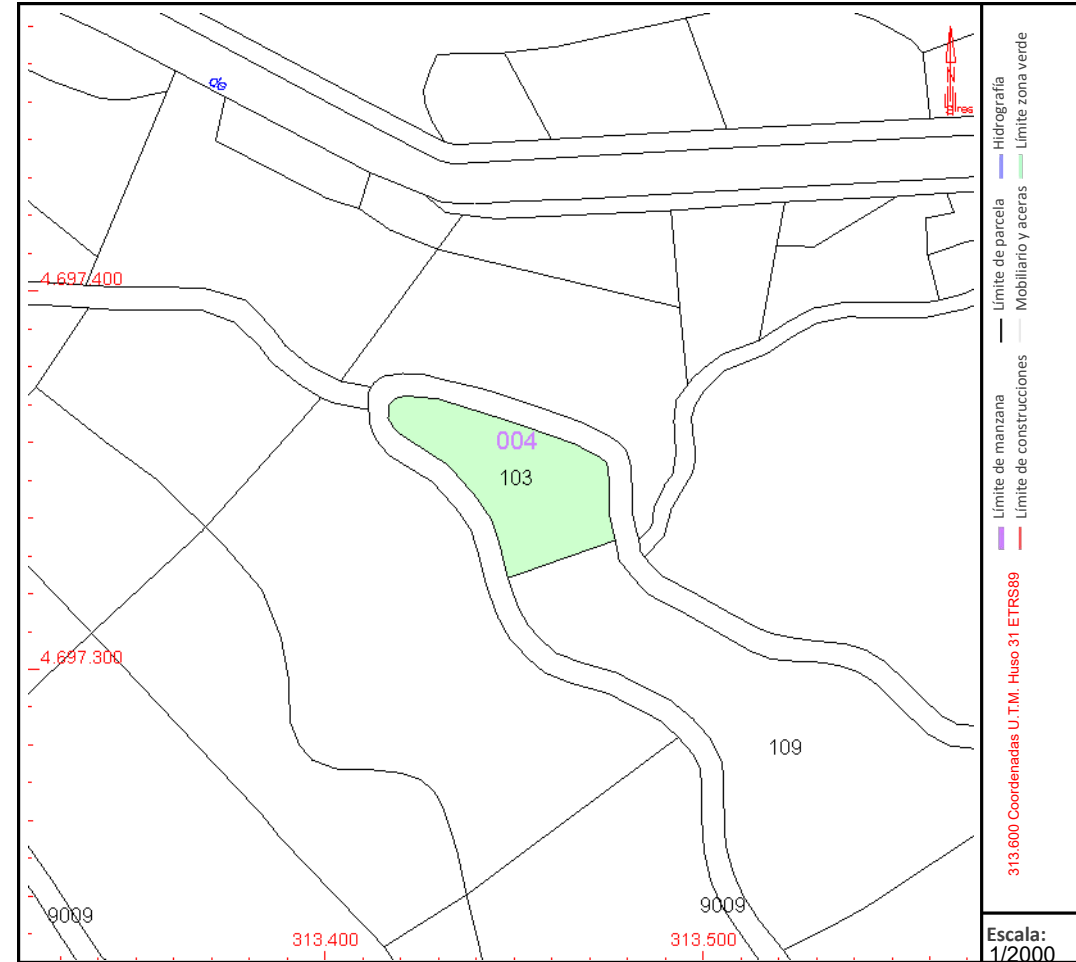 de
N
4.697.400
004
103
4.697.300
109
9009
9009
313.400
313.500
Límite de manzana
Límite de parcela
Hidrografía
Límite de construcciones
Mobiliario y aceras
Límite zona verde
313.600 Coordenadas U.T.M. Huso 31 ETRS89
Escala:
1/2000